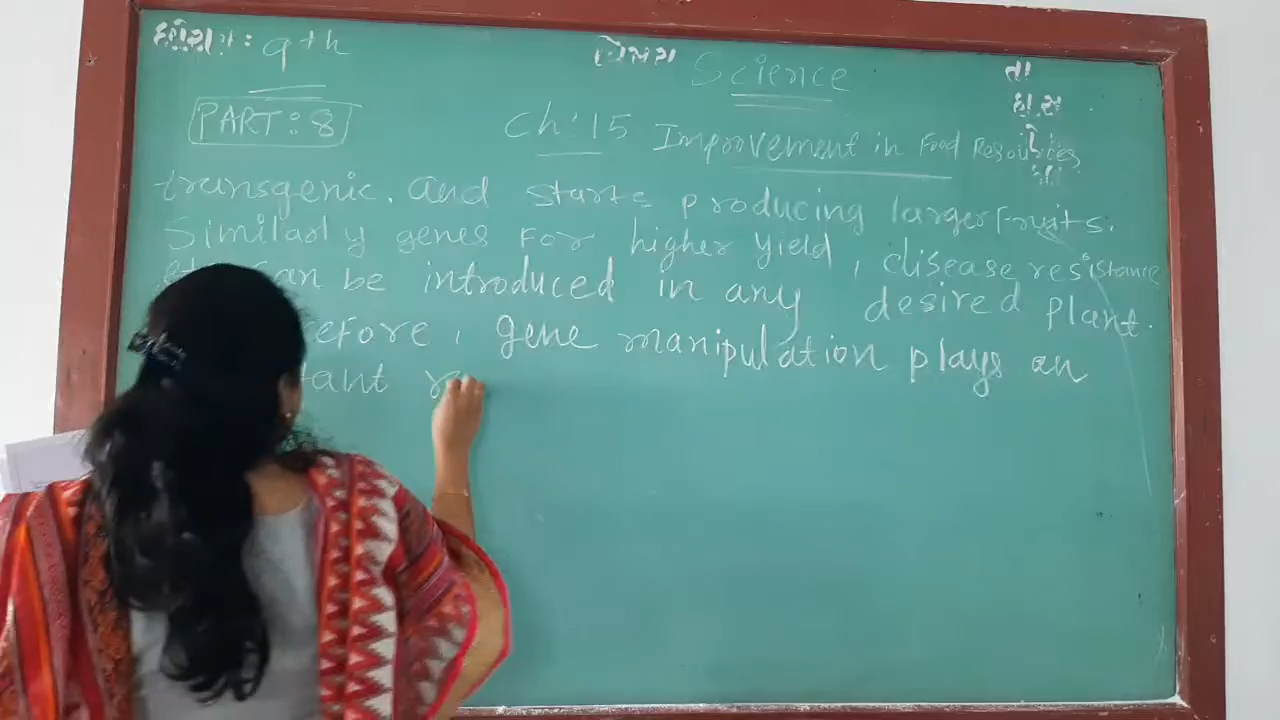 ધોરણ : 9th
વિષય Science
તા
PART : 8
Ch : 15 Improvement in Food Resources
transgenic. and starts producing larger fruits.
Similarly genes for higher yield, disease resistance
can be introduced in any desired plant.
efore, gene manipulation plays an
tant